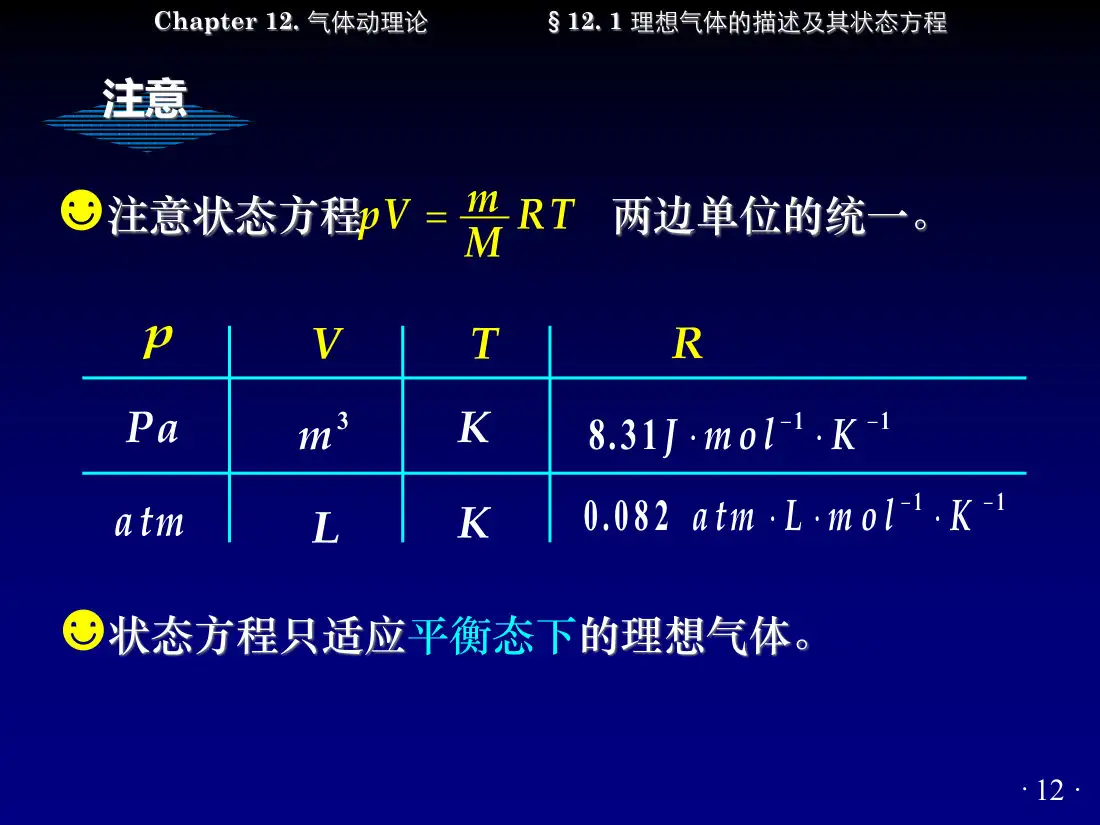 Chapter 12. 气体动理论 §12. 1 理想气体的描述及其状态方程
注意
注意状态方程 pV = m/M RT 两边单位的统一。
p V T R
Pa m³ K 8.31J·mol⁻¹·K⁻¹
atm L K 0.082 atm·L·mol⁻¹·K⁻¹
状态方程只适应平衡态下的理想气体。
·12·